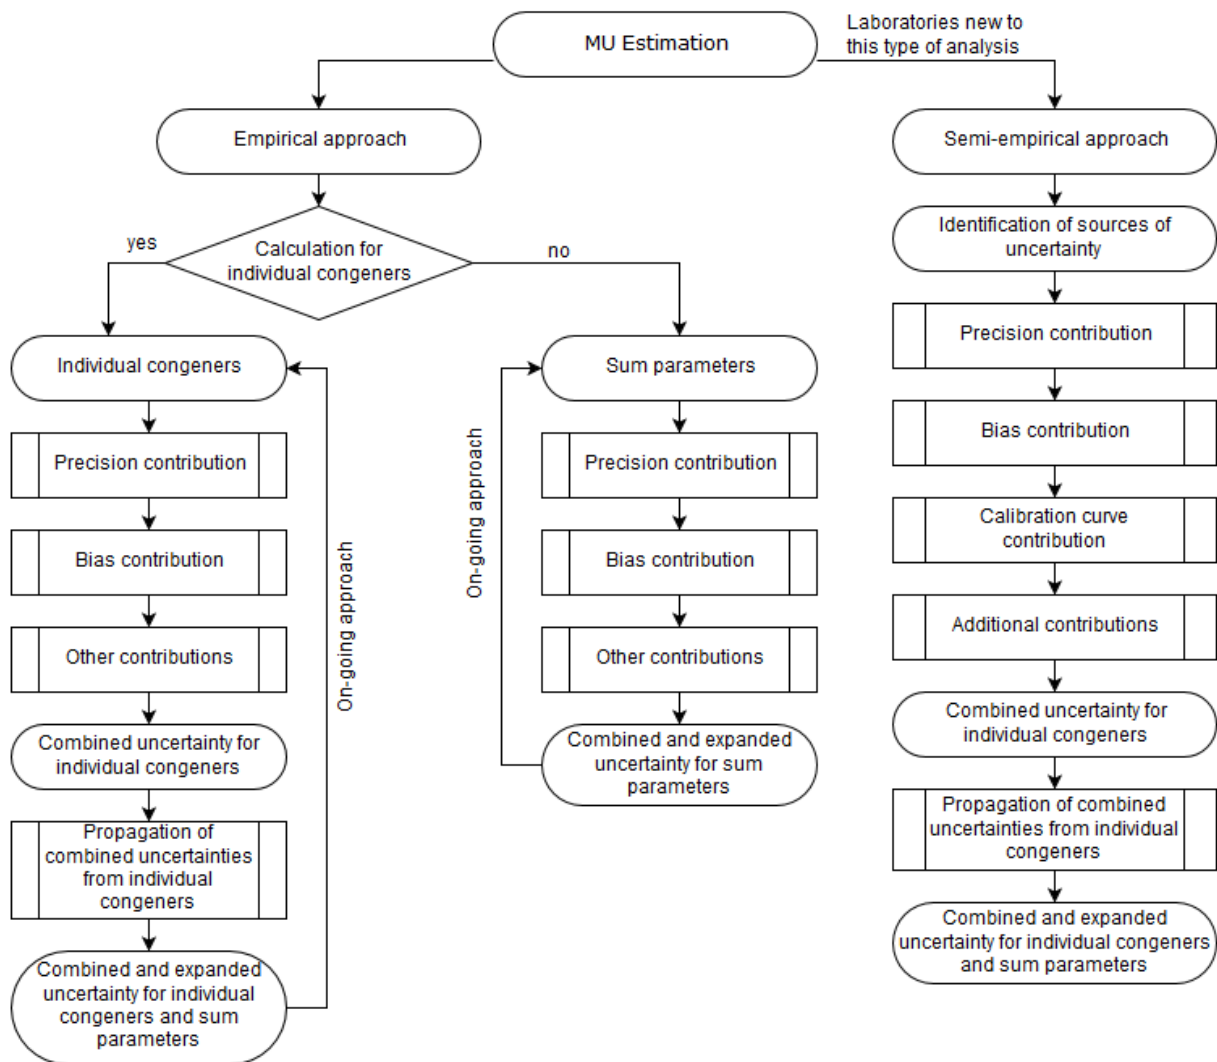 MU Estimation
Laboratories new to
this type of analysis
Empirical approach
Calculation for
individual congeners
yes
no
Individual congeners
Precision contribution
Bias contribution
Other contributions
Combined uncertainty for
individual congeners
Propagation of
combined uncertainties
from individual
congeners
Combined and expanded
uncertainty for individual
congeners and sum
parameters
On-going approach
Sum parameters
Precision contribution
Bias contribution
Other contributions
Combined and expanded
uncertainty for sum
parameters
On-going approach
Semi-empirical approach
Identification of sources of
uncertainty
Precision contribution
Bias contribution
Calibration curve
contribution
Additional contributions
Combined uncertainty for
individual congeners
Propagation of combined
uncertainties from individual
congeners
Combined and expanded
uncertainty for individual congeners
and sum parameters